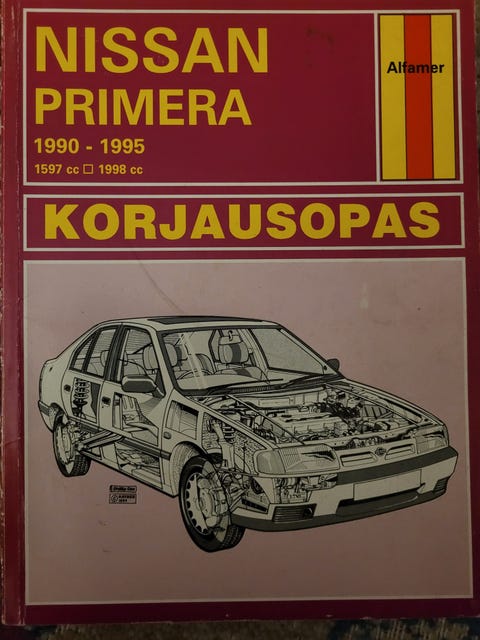 NISSAN
PRIMERA
1990 - 1995
1597 cc □ 1998 cc
Alfamer
KORJAUSOPAS